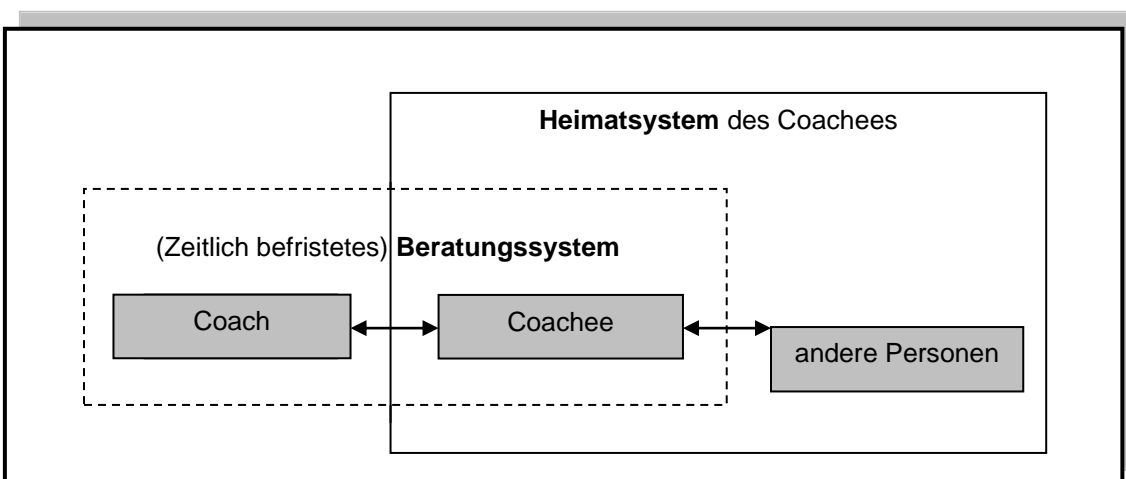 Heimatsystem des Coachees
(Zeitlich befristetes) Beratungssystem
Coach
Coachee
andere Personen